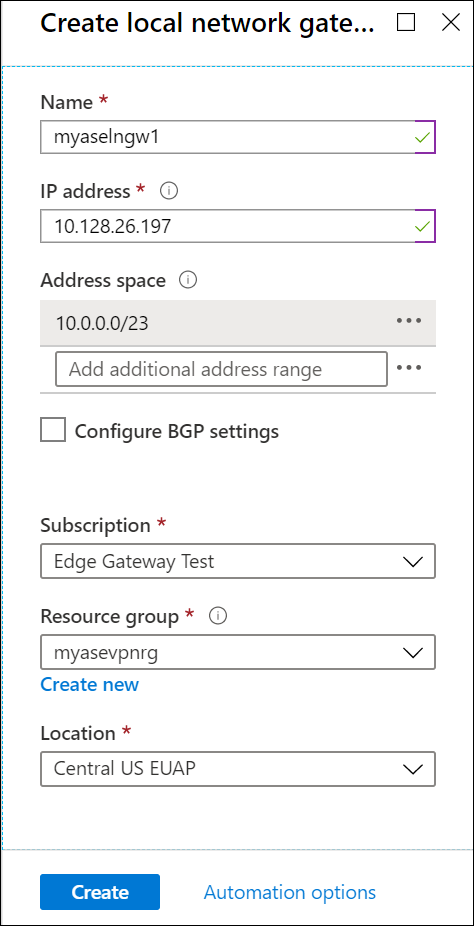 Create local network gate...
Name *
myaselngw1
IP address *
10.128.26.197
Address space
10.0.0.0/23
Add additional address range
Configure BGP settings
Subscription *
Edge Gateway Test
Resource group *
myasevpnrg
Create new
Location *
Central US EUAP
Create Automation options